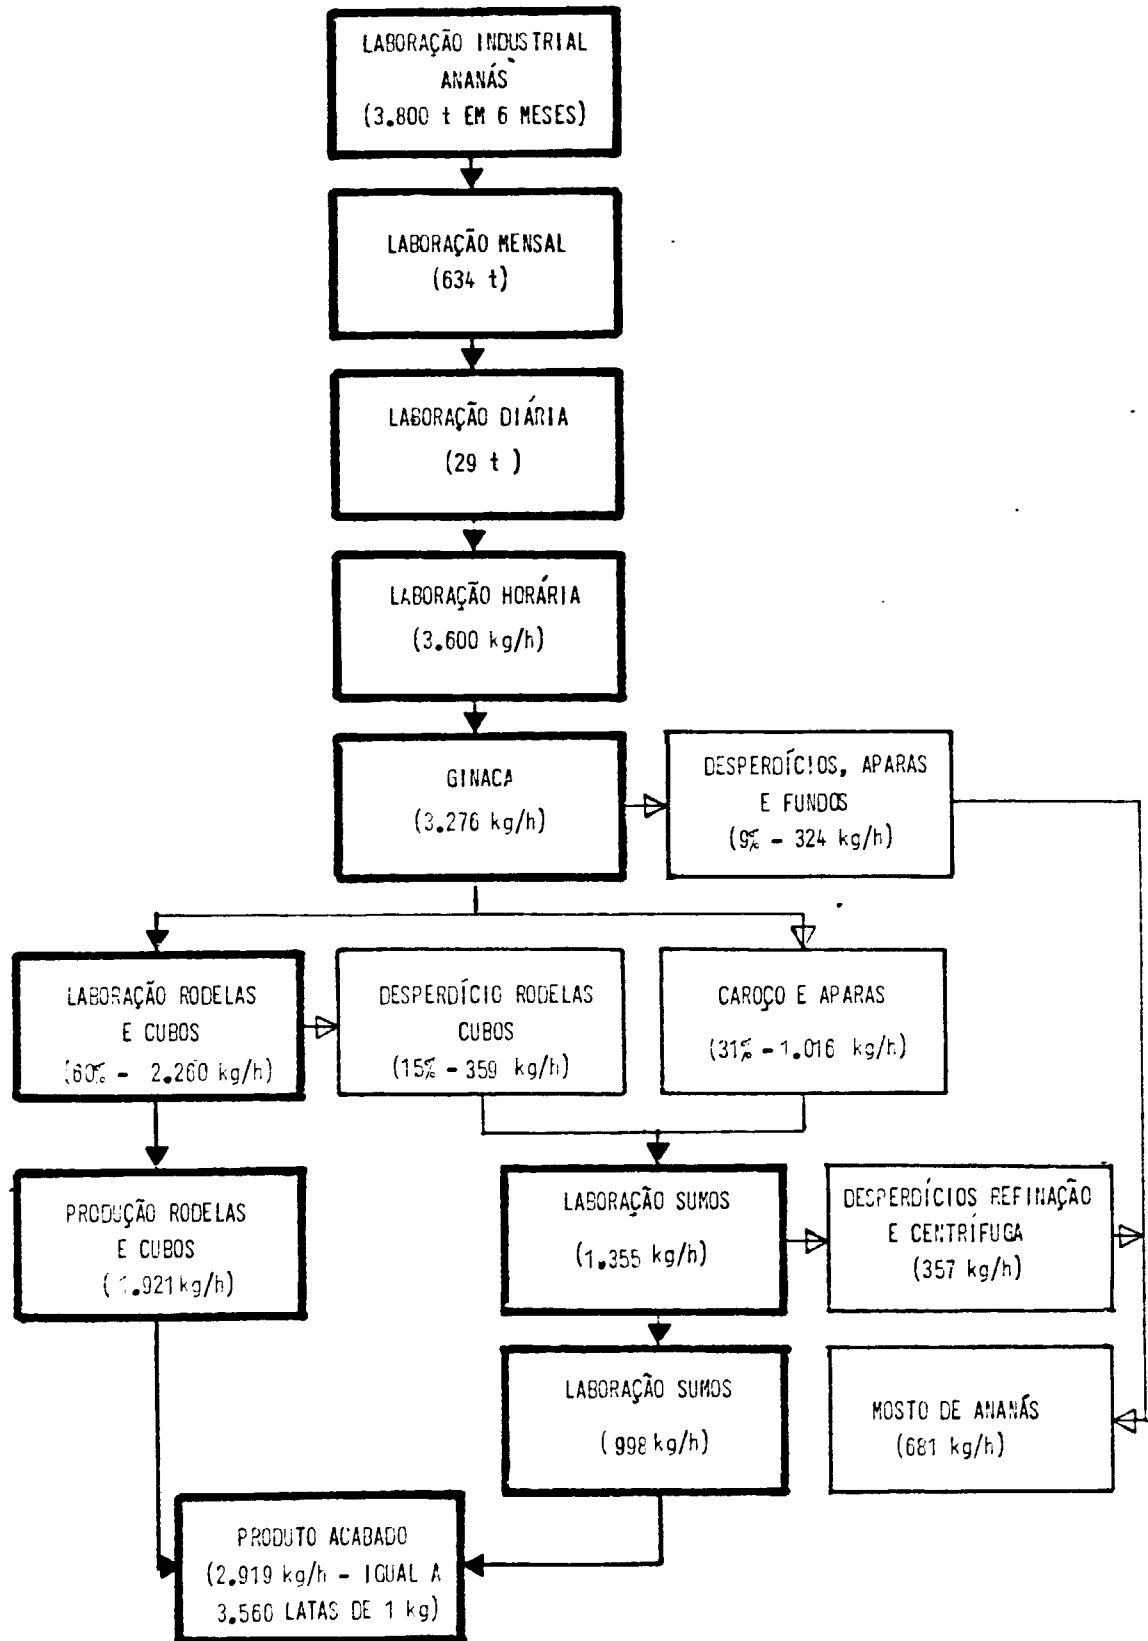 LABORAÇÃO INDUSTRIAL
ANANÁS
(3.800 t EM 6 MESES)
LABORAÇÃO MENSAL
(634 t)
LABORAÇÃO DIÁRIA
(29 t )
LABORAÇÃO HORÁRIA
(3.600 kg/h)
GINACA
(3.276 kg/h)
DESPERDÍCIOS, APARAS
E FUNDOS
(9% - 324 kg/h)
LABORAÇÃO RODELAS
E CUBOS
(60% - 2.260 kg/h)
DESPERDÍCIO RODELAS
CUBOS
(15% - 359 kg/h)
CAROÇO E APARAS
(31% - 1.016 kg/h)
PRODUÇÃO RODELAS
E CUBOS
(1.921 kg/h)
LABORAÇÃO SUMOS
(1.355 kg/h)
DESPERDÍCIOS REFINAÇÃO
E CENTRÍFUGA
(357 kg/h)
LABORAÇÃO SUMOS
(998 kg/h)
MOSTO DE ANANÁS
(681 kg/h)
PRODUTO ACABADO
(2.919 kg/h - IGUAL A
3.560 LATAS DE 1 kg)